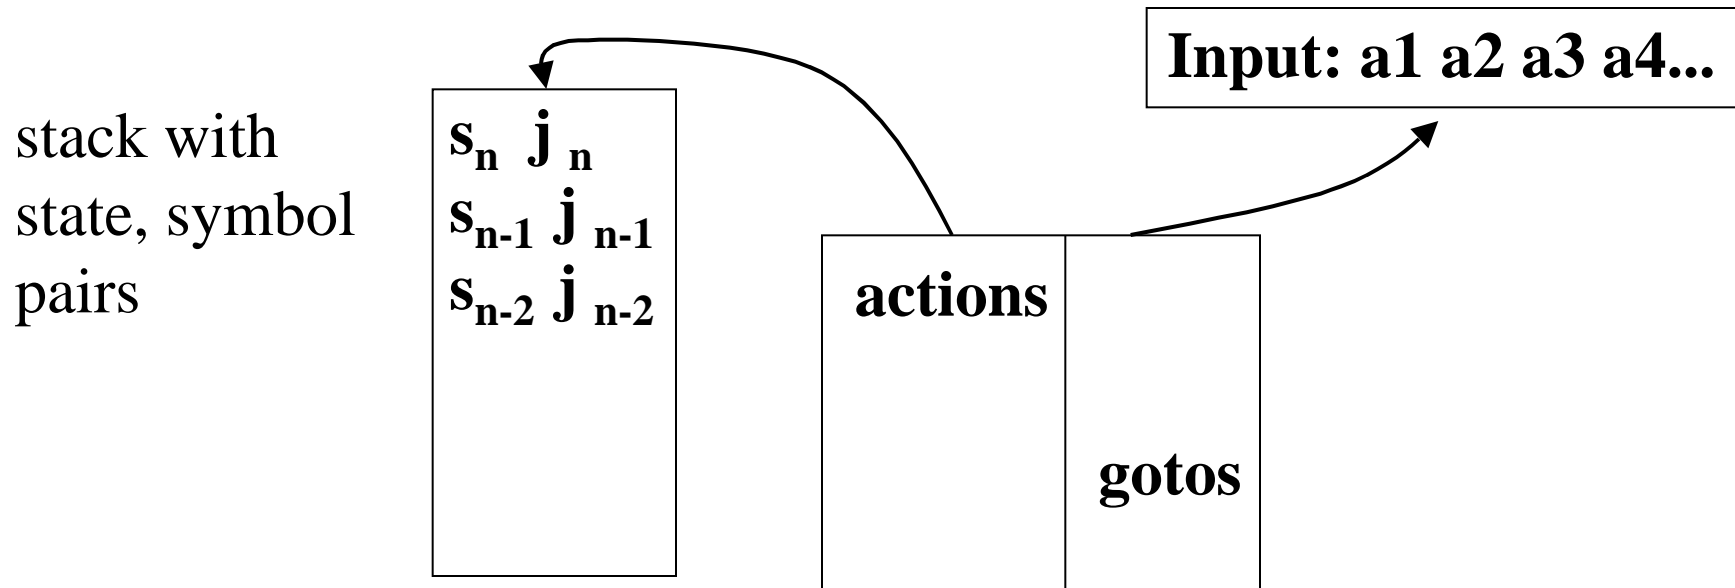 Input: a1 a2 a3 a4...
stack with
state, symbol
pairs
sn jn
sn-1 jn-1
sn-2 jn-2
actions
gotos